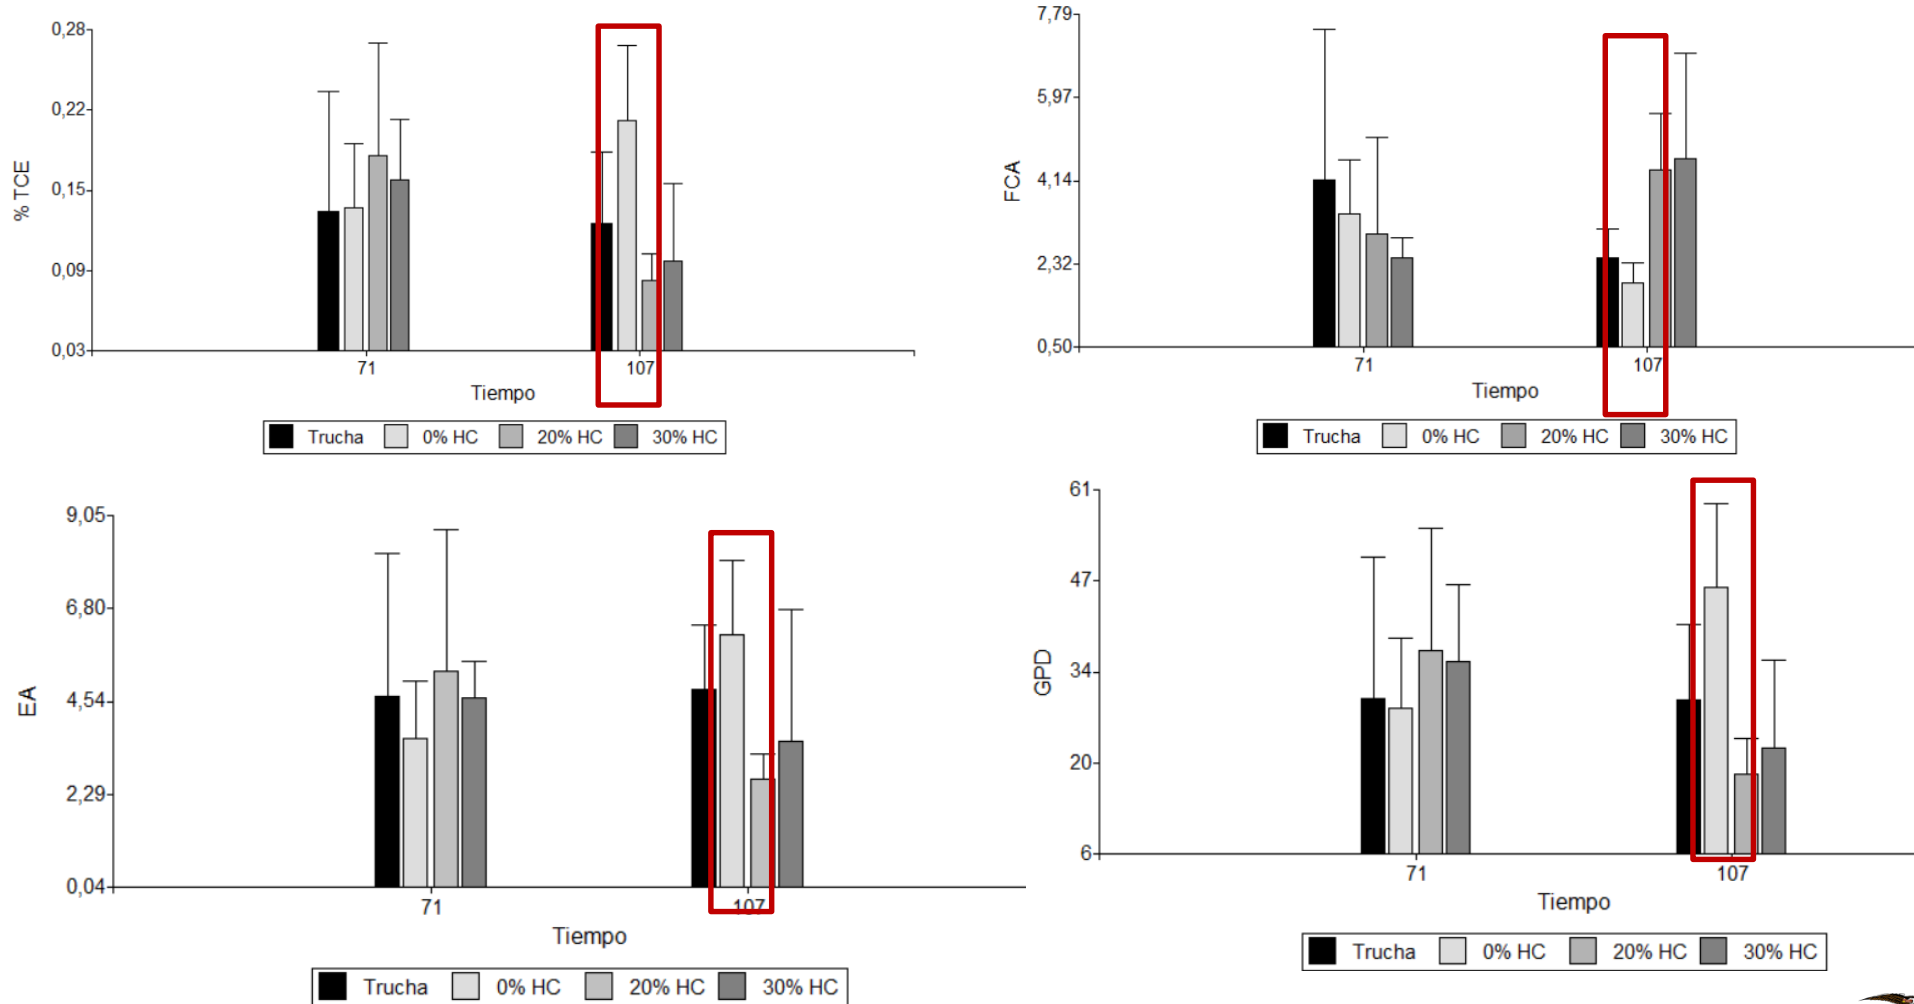 % TCE
0,28
0,22
0,15
0,09
0,03
71
107
Tiempo
Trucha 0% HC 20% HC 30% HC
FCA
7,79
5,97
4,14
2,32
0,50
71
107
Tiempo
Trucha 0% HC 20% HC 30% HC
EA
9,05
6,80
4,54
2,29
0,04
71
107
Tiempo
Trucha 0% HC 20% HC 30% HC
GPD
61
47
34
20
6
71
107
Tiempo
Trucha 0% HC 20% HC 30% HC